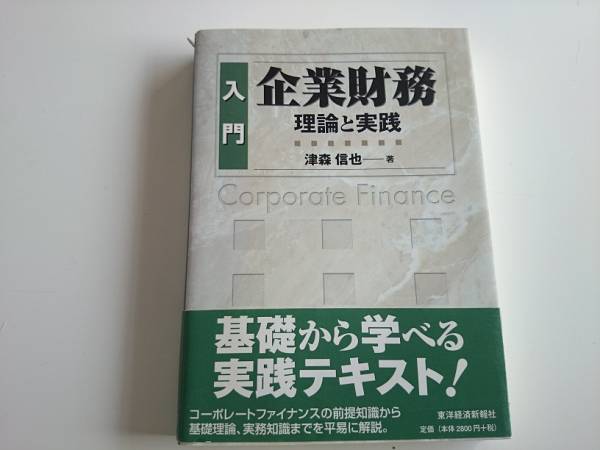 入門
企業財務
理論と実践
津森 信也──著
Corporate Finance
基礎から学べる
実践テキスト!
コーポレートファイナンスの前提知識から
基礎理論、実務知識までを平易に解説。
東洋経済新報社
定価(本体2800円+税)